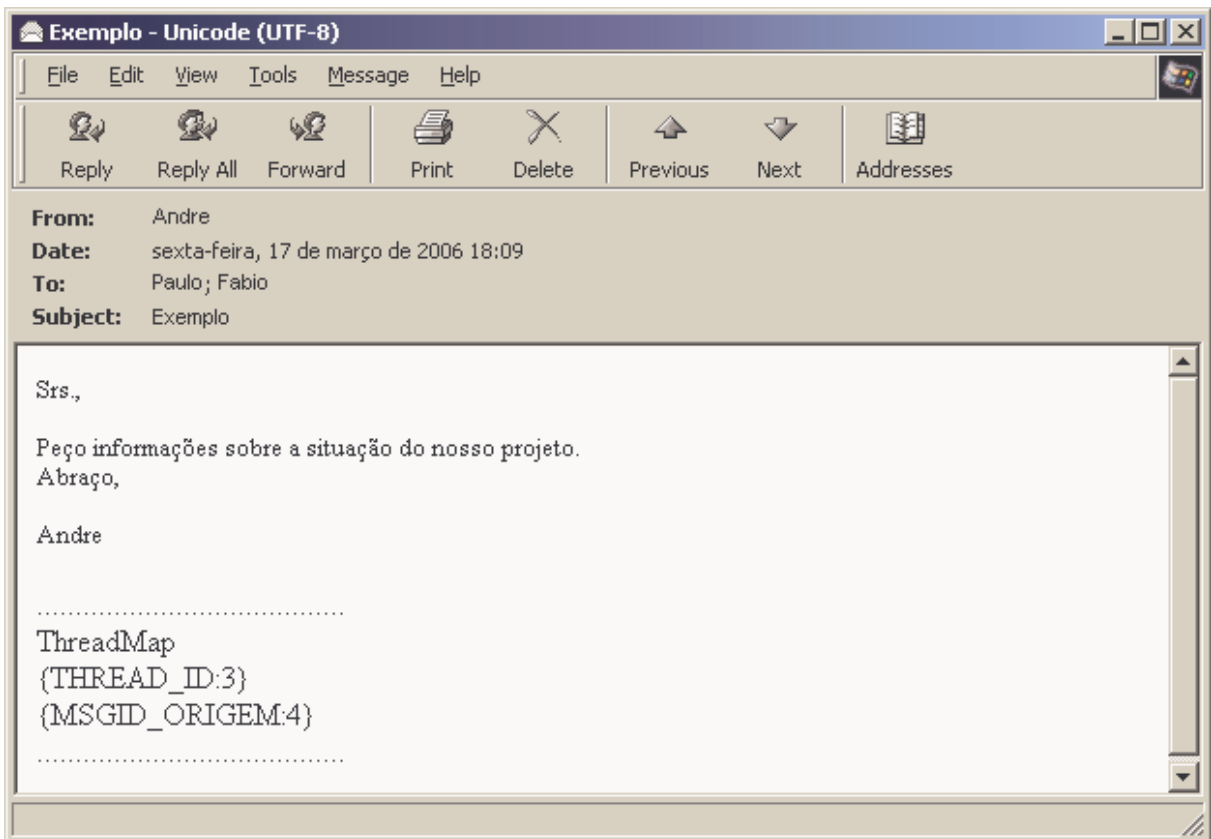 Exemplo - Unicode (UTF-8)
File Edit View Tools Message Help
Reply Reply All Forward Print Delete Previous Next Addresses
From: Andre
Date: sexta-feira, 17 de março de 2006 18:09
To: Paulo; Fabio
Subject: Exemplo
Srs.,
Peço informações sobre a situação do nosso projeto.
Abraço,
Andre
........................................
ThreadMap
{THREAD_ID:3}
{MSGID_ORIGEM:4}
........................................